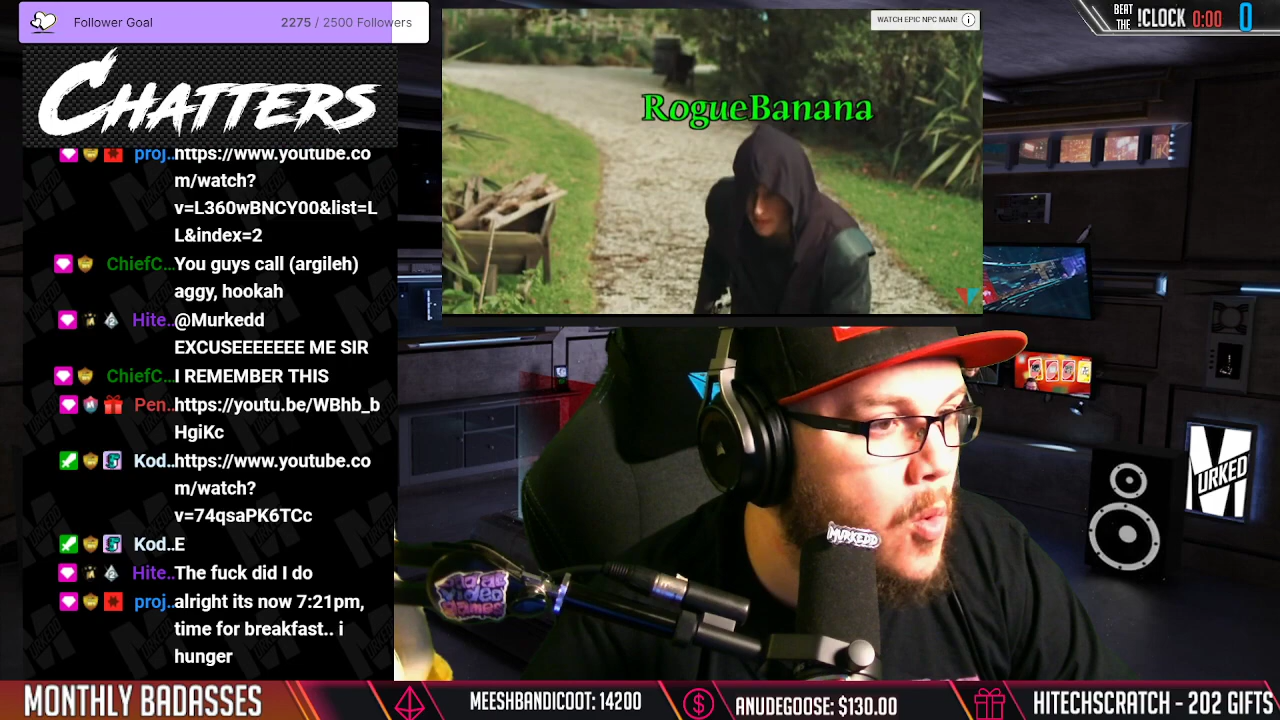 Follower Goal 2275 / 2500 Followers
WATCH EPIC NPC MAN!
BEAT THE !CLOCK 0:00 0
CHATTERS
RogueBanana
proj.. https://www.youtube.co
m/watch?
v=L360wBNCY00&list=L
L&index=2
ChiefC... You guys call (argileh)
aggy, hookah
Hite.. @Murkedd
EXCUSEEEEEEE ME SIR
ChiefC... I REMEMBER THIS
Pen.. https://youtu.be/WBhb_b
HgiKc
Kod.. https://www.youtube.co
m/watch?
v=74qsaPK6TCc
Kod.. E
Hite.. The fuck did I do
proj.. alright its now 7:21pm,
time for breakfast.. i
hunger
MURKED
MURKEDD
video
games
MONTHLY BADASSES
MEESHBANDICOOT: 14200
ANUDEGOOSE: $130.00
HITECHSCRATCH - 202 GIFTS